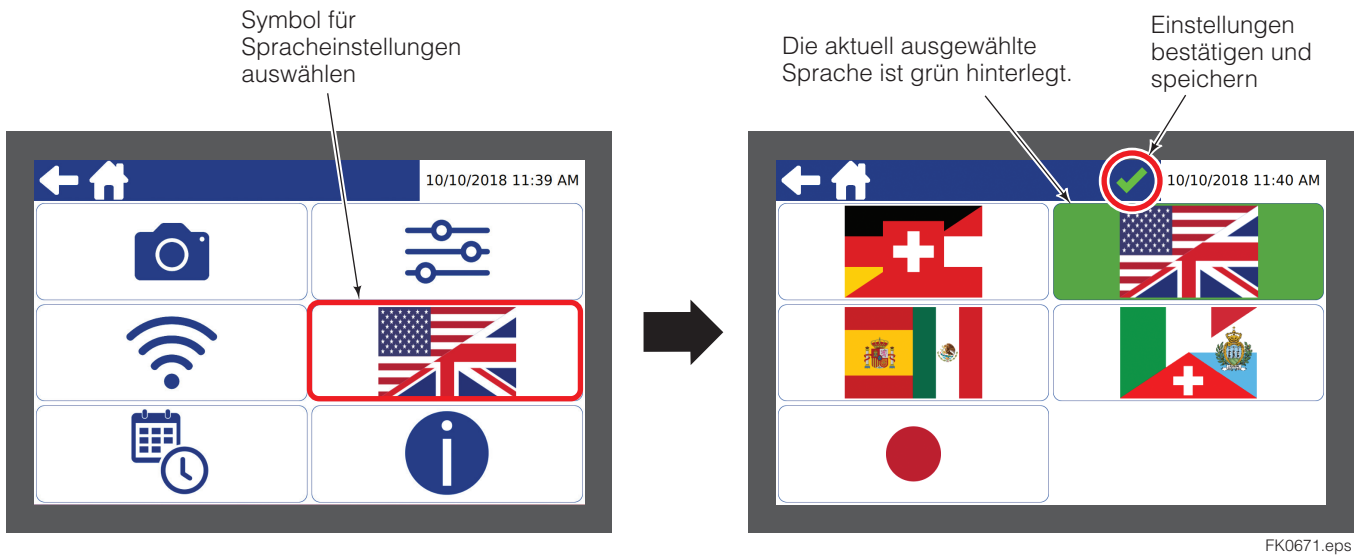 Symbol für
Spracheinstellungen
auswählen
Die aktuell ausgewählte
Sprache ist grün hinterlegt.
Einstellungen
bestätigen und
speichern
10/10/2018 11:39 AM
10/10/2018 11:40 AM
i
FK0671.eps